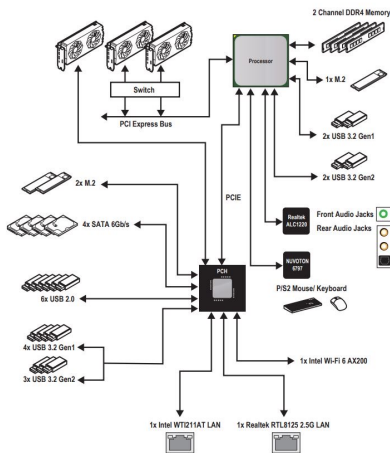 2 Channel DDR4 Memory
Processor
1x M.2
Switch
PCI Express Bus
2x USB 3.2 Gen1
2x USB 3.2 Gen2
2x M.2
PCIE
4x SATA 6Gb/s
Realtek
ALC1220
Front Audio Jacks
Rear Audio Jacks
NUVOTON
6797
PCH
P/S2 Mouse/ Keyboard
6x USB 2.0
4x USB 3.2 Gen1
3x USB 3.2 Gen2
1x Intel Wi-Fi 6 AX200
1x Intel WTI211AT LAN
1x Realtek RTL8125 2.5G LAN